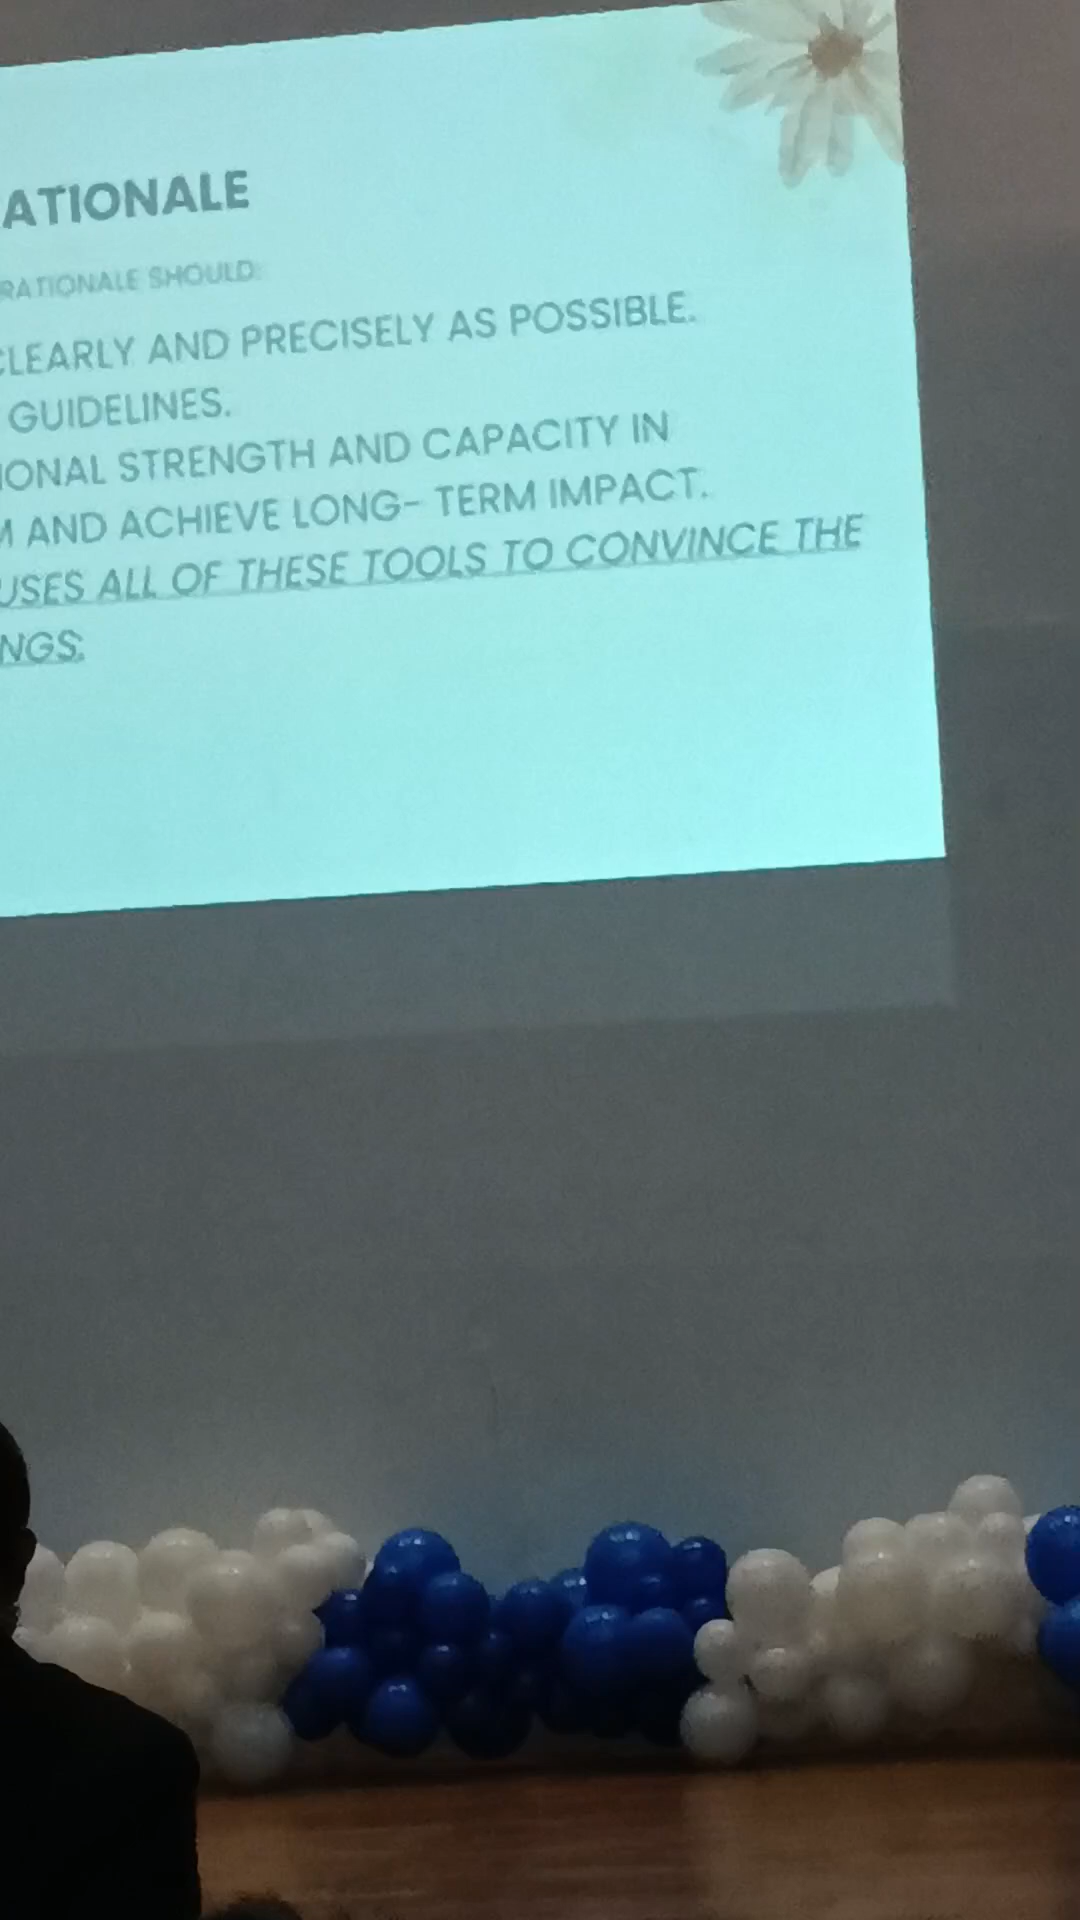 ATIONALE
RATIONALE SHOULD:
CLEARLY AND PRECISELY AS POSSIBLE.
GUIDELINES.
IONAL STRENGTH AND CAPACITY IN
M AND ACHIEVE LONG- TERM IMPACT.
USES ALL OF THESE TOOLS TO CONVINCE THE
NGS: